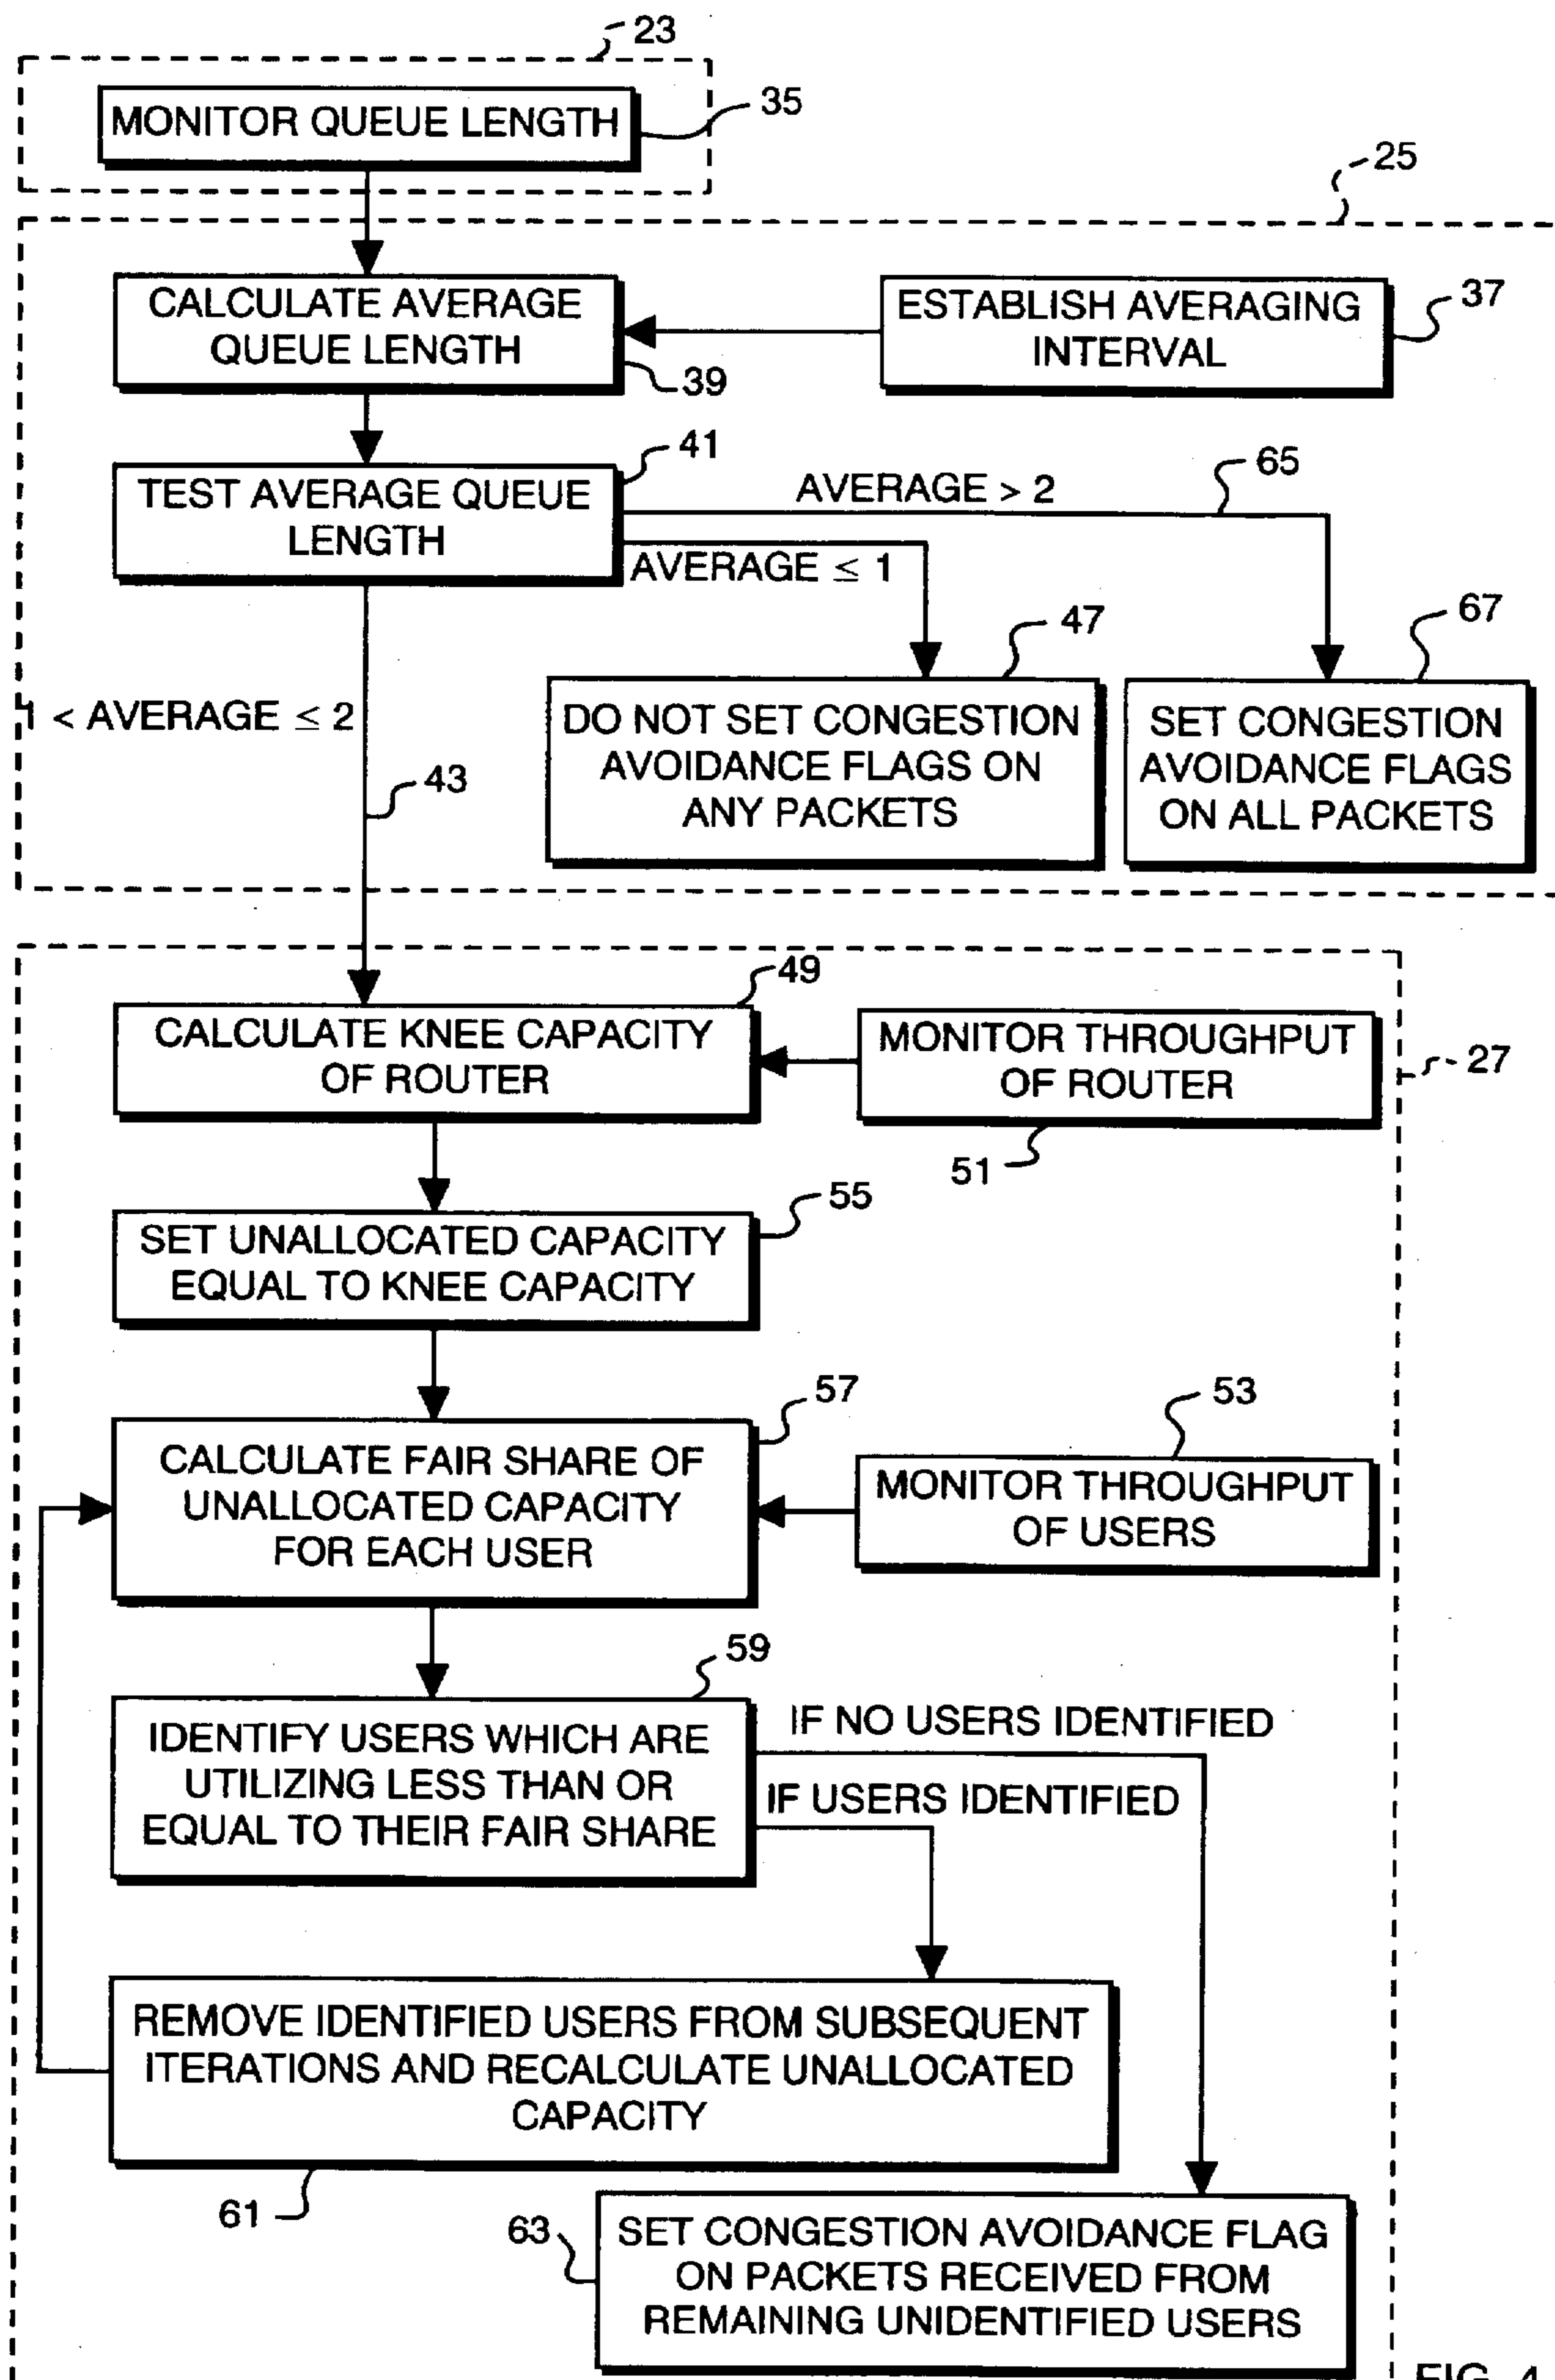 23
MONITOR QUEUE LENGTH
35
25
CALCULATE AVERAGE
QUEUE LENGTH
39
ESTABLISH AVERAGING
INTERVAL
37
TEST AVERAGE QUEUE
LENGTH
41
AVERAGE > 2
65
AVERAGE ≤ 1
47
67
1 < AVERAGE ≤ 2
43
DO NOT SET CONGESTION
AVOIDANCE FLAGS ON
ANY PACKETS
SET CONGESTION
AVOIDANCE FLAGS
ON ALL PACKETS
49
CALCULATE KNEE CAPACITY
OF ROUTER
MONITOR THROUGHPUT
OF ROUTER
27
51
55
SET UNALLOCATED CAPACITY
EQUAL TO KNEE CAPACITY
57
53
CALCULATE FAIR SHARE OF
UNALLOCATED CAPACITY
FOR EACH USER
MONITOR THROUGHPUT
OF USERS
59
IDENTIFY USERS WHICH ARE
UTILIZING LESS THAN OR
EQUAL TO THEIR FAIR SHARE
IF NO USERS IDENTIFIED
IF USERS IDENTIFIED
REMOVE IDENTIFIED USERS FROM SUBSEQUENT
ITERATIONS AND RECALCULATE UNALLOCATED
CAPACITY
61
63
SET CONGESTION AVOIDANCE FLAG
ON PACKETS RECEIVED FROM
REMAINING UNIDENTIFIED USERS
FIG. 4